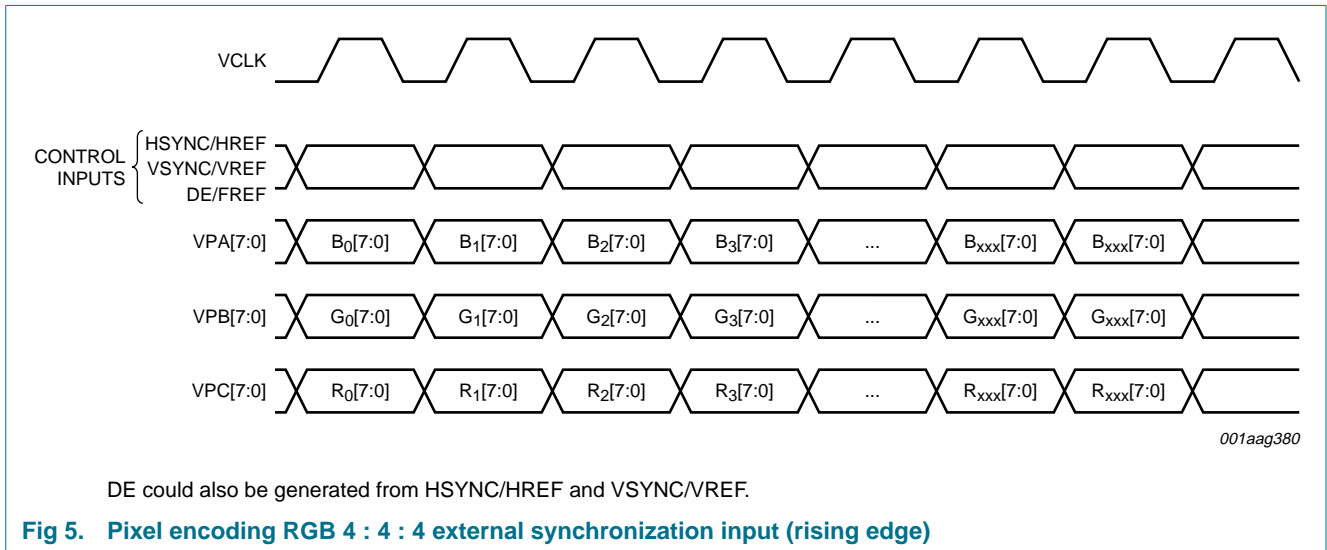 VCLK
CONTROL INPUTS
HSYNC/HREF
VSYNC/VREF
DE/FREF
VPA[7:0] B0[7:0] B1[7:0] B2[7:0] B3[7:0] ... Bxxx[7:0] Bxxx[7:0]
VPB[7:0] G0[7:0] G1[7:0] G2[7:0] G3[7:0] ... Gxxx[7:0] Gxxx[7:0]
VPC[7:0] R0[7:0] R1[7:0] R2[7:0] R3[7:0] ... Rxxx[7:0] Rxxx[7:0]
001aag380
DE could also be generated from HSYNC/HREF and VSYNC/VREF.
Fig 5. Pixel encoding RGB 4 : 4 : 4 external synchronization input (rising edge)